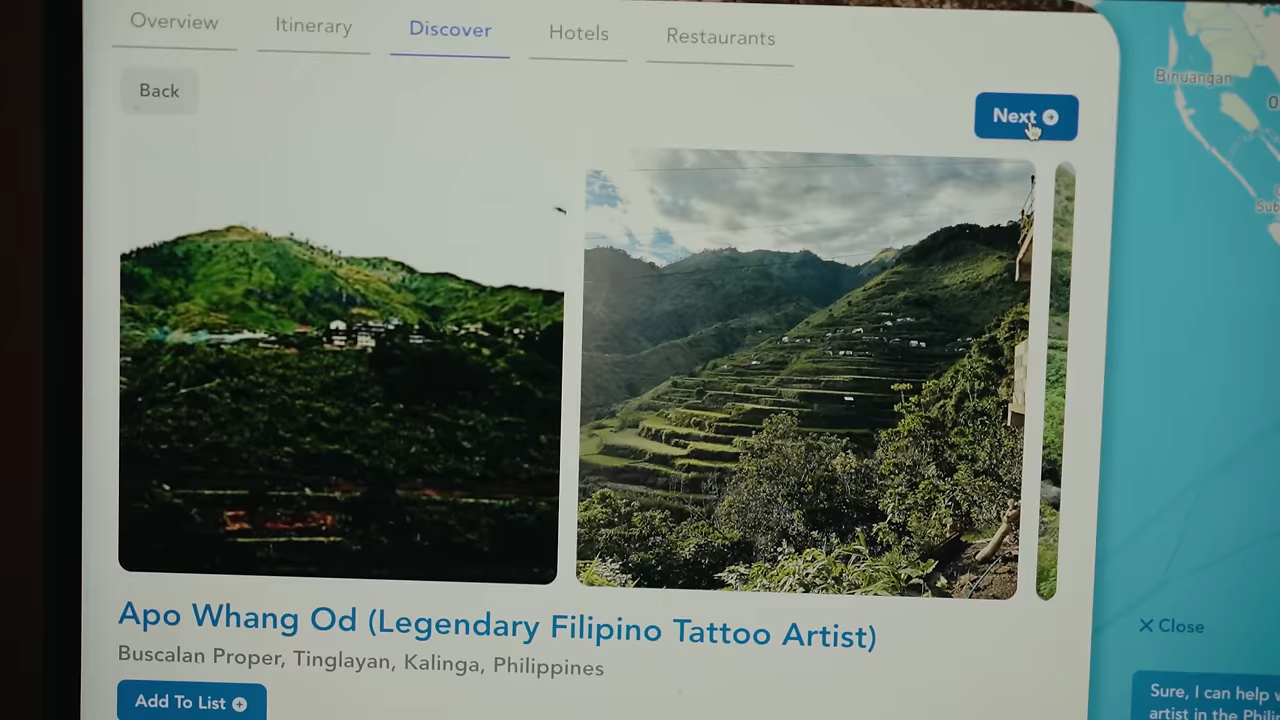 Overview
Itinerary
Discover
Hotels
Restaurants
Back
Next
Binuangan
Sub
Apo Whang Od (Legendary Filipino Tattoo Artist)
Buscalan Proper, Tinglayan, Kalinga, Philippines
Add To List
Close
Sure, I can help
artist in the